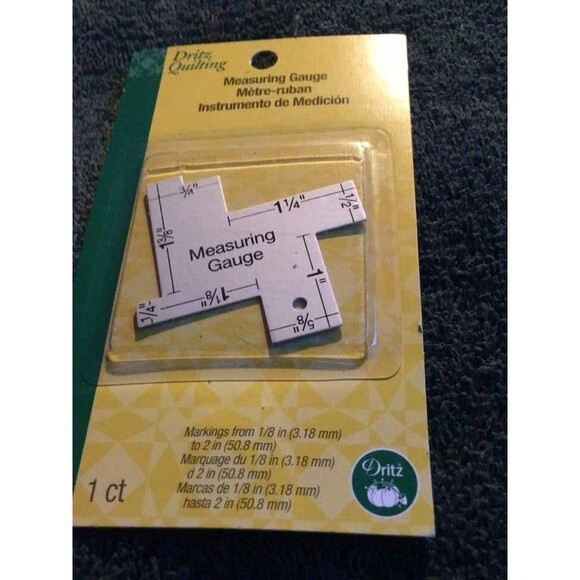 Dritz
Quilting
Measuring Gauge
Mètre-ruban
Instrumento de Medición
3/4"
1 3/8"
1 1/4"
1/2"
Measuring
Gauge
1"
1/4"
1 1/8"
5/8"
Markings from 1/8 in (3.18 mm)
to 2 in (50.8 mm)
Marquage du 1/8 in (3.18 mm)
d 2 in (50.8 mm)
Marcas de 1/8 in (3.18 mm)
hasta 2 in (50.8 mm)
1 ct
Dritz